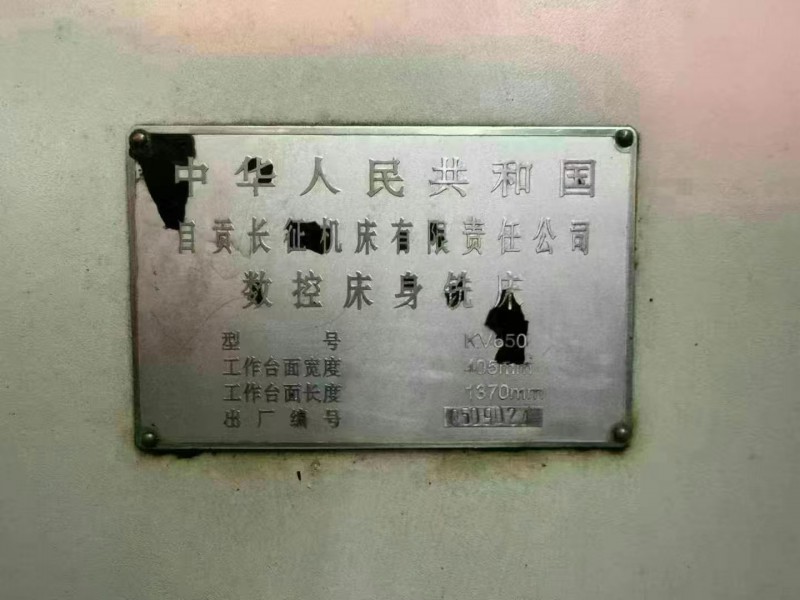 中华人民共和国
自贡长征机床有限责任公司
数控床身铣床
型 号 KV650
工作台面宽度 405mm
工作台面长度 1370mm
出厂编号